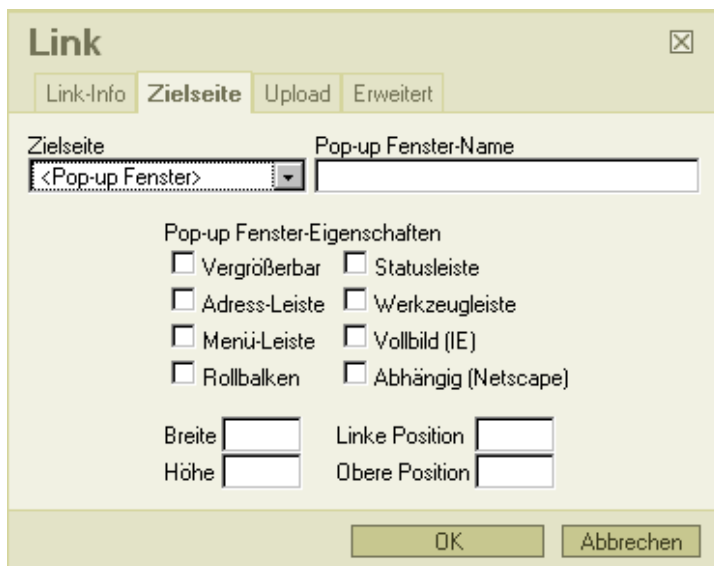 Link
Link-Info Zielseite Upload Erweitert
Zielseite Pop-up Fenster-Name
<Pop-up Fenster>
Pop-up Fenster-Eigenschaften
Vergrößerbar Statusleiste
Adress-Leiste Werkzeugleiste
Menü-Leiste Vollbild (IE)
Rollbalken Abhängig (Netscape)
Breite Linke Position
Höhe Obere Position
OK Abbrechen